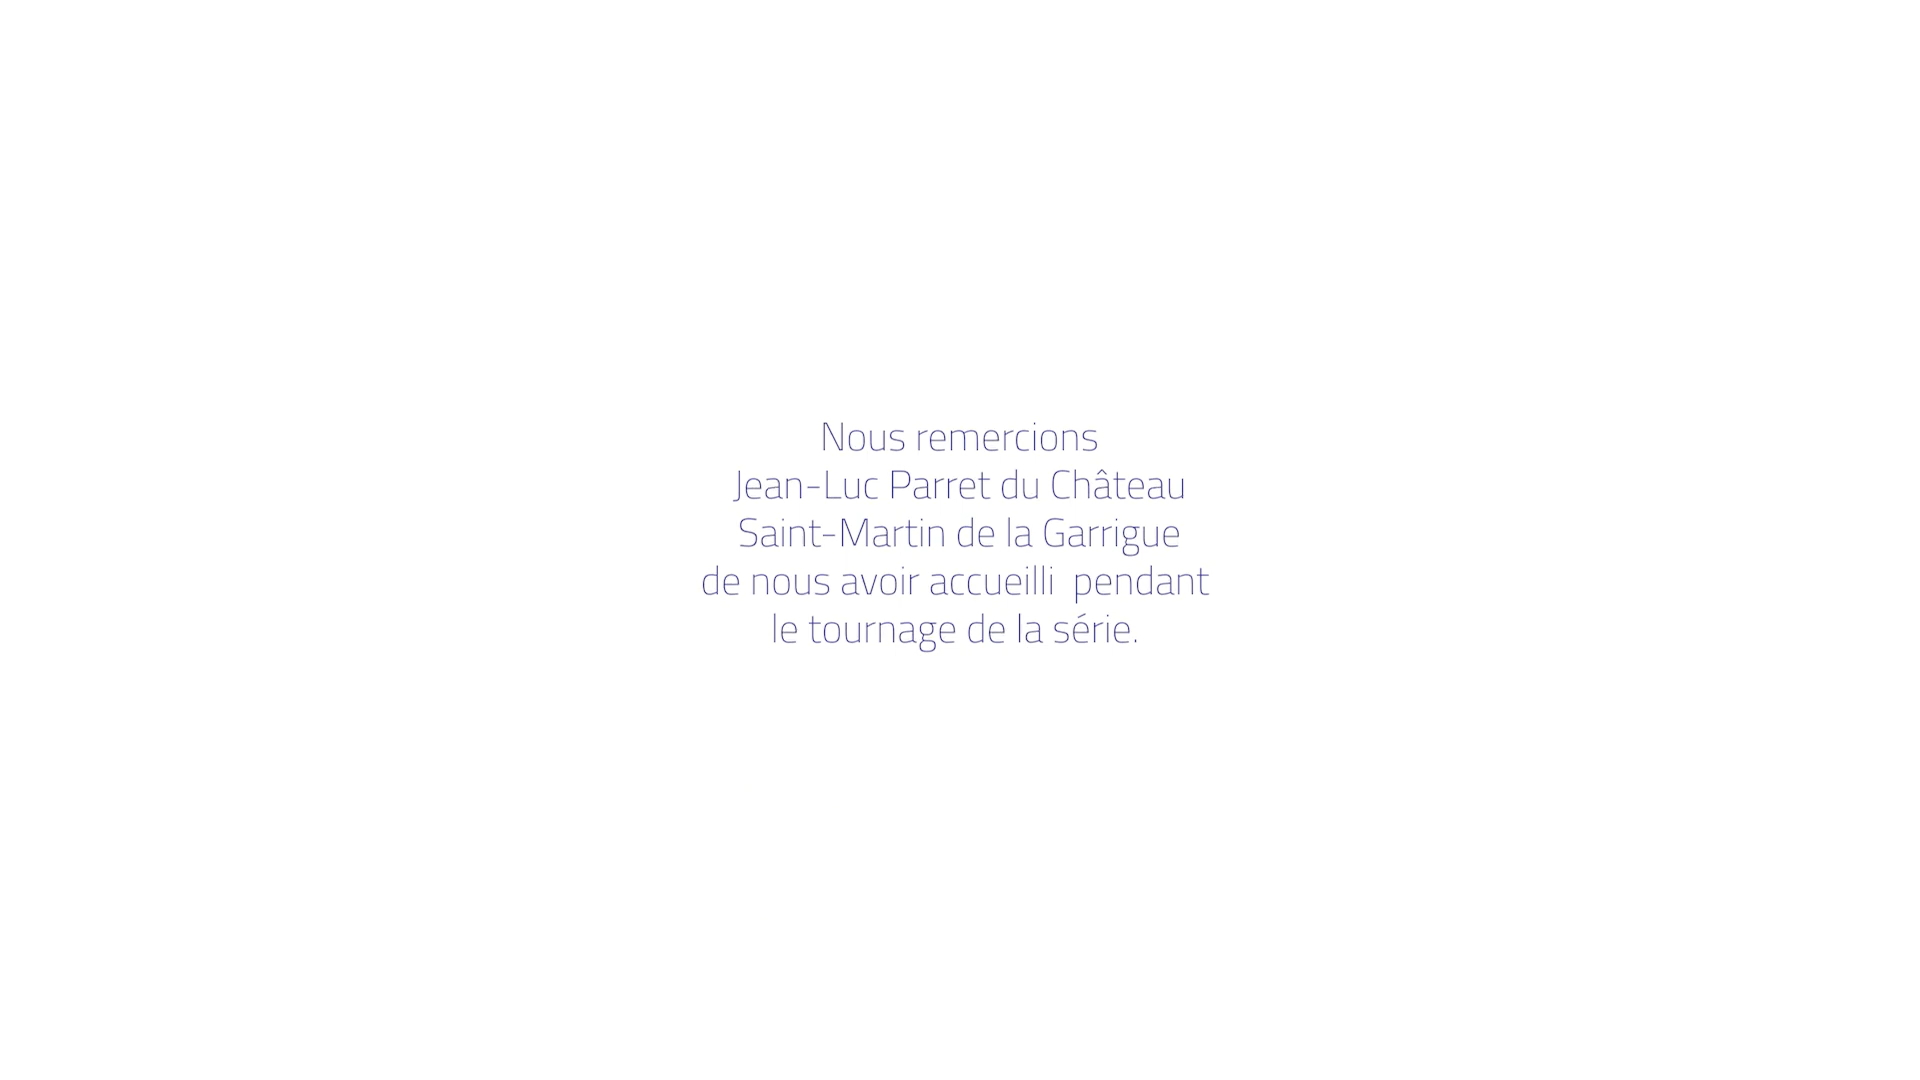 Nous remercions
Jean-Luc Parret du Château
Saint-Martin de la Garrigue
de nous avoir accueilli  pendant
le tournage de la série.